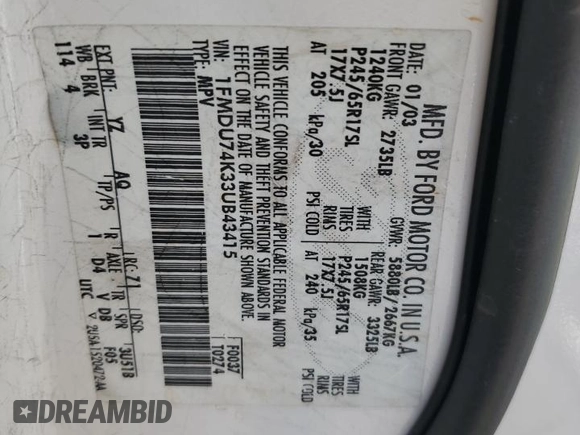 MFD. BY FORD MOTOR CO. IN U.S.A.
DATE: 01/03 GVWR: 5880LB/2667KG
FRONT GAWR: 2735LB REAR GAWR: 3325LB
1240KG WITH 1508KG WITH
P245/65R17SL TIRES P245/65R17SL TIRES
17X7.5J RIMS 17X7.5J RIMS
AT 205 kPa/30 PSI COLD AT 240 kPa/35 PSI COLD
THIS VEHICLE CONFORMS TO ALL APPLICABLE FEDERAL MOTOR
VEHICLE SAFETY AND THEFT PREVENTION STANDARDS IN
EFFECT ON THE DATE OF MANUFACTURE SHOWN ABOVE.
1FMDU74K33UB43415 F0037
TYPE: MPV T0274
EXT PNT: YZ AQ RC: 71 DSO:
WB BRK INT TR TP/PS R AXLE TR SPR 3U51B
114 4 3P 1 D4 V DB F05
UTC
DREAMBID